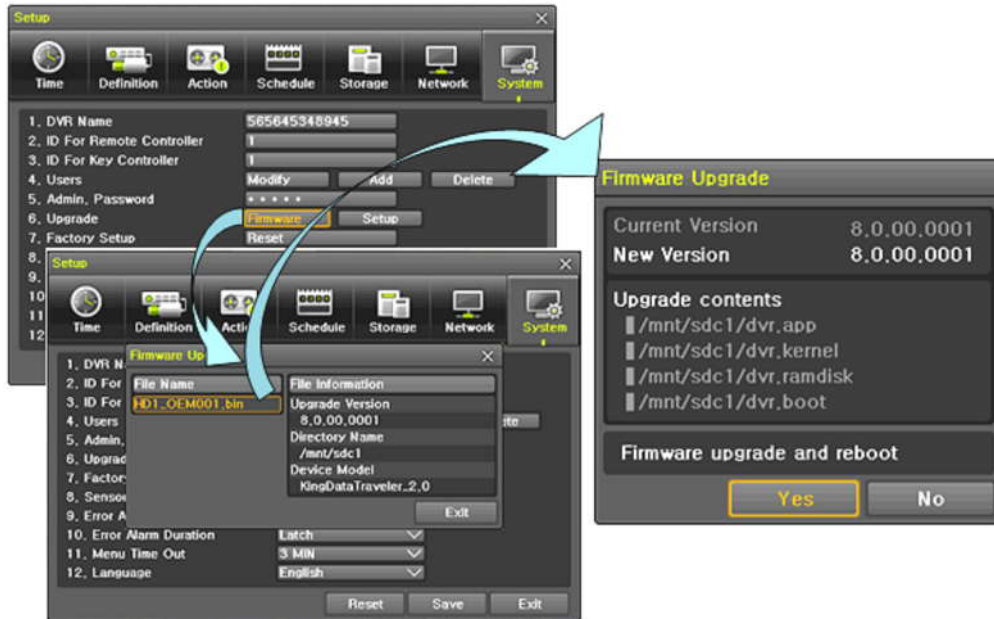 Setup
Time Definition Action Schedule Storage Network System
1. DVR Name 565645348945
2. ID For Remote Controller 1
3. ID For Key Controller 1
4. Users Modify Add Delete
5. Admin. Password • • • • •
6. Upgrade Firmware Setup
7. Factory Setup Reset
8.
9.
10
11
12
Setup
Time Definition Schedule Storage Network System
1. DVR
2. ID For
3. ID For
4. Users
5. Admin.
6.
7.
8.
9. Error A
10. Error Alarm Duration Latch
11. Menu Time Out 3 MIN
12. Language English
Reset Save Exit
Firmware
File Name File Information
HD1_OEM001.bin Upgrade Version
8.0.00.0001
Directory Name
/mnt/sdc1
Device Model
KingDataTraveler_2.0
Exit
Firmware Upgrade
Current Version 8.0.00.0001
New Version 8.0.00.0001
Upgrade contents
/mnt/sdc1/dvr.app
/mnt/sdc1/dvr.kernel
/mnt/sdc1/dvr.ramdisk
/mnt/sdc1/dvr.boot
Firmware upgrade and reboot
Yes No